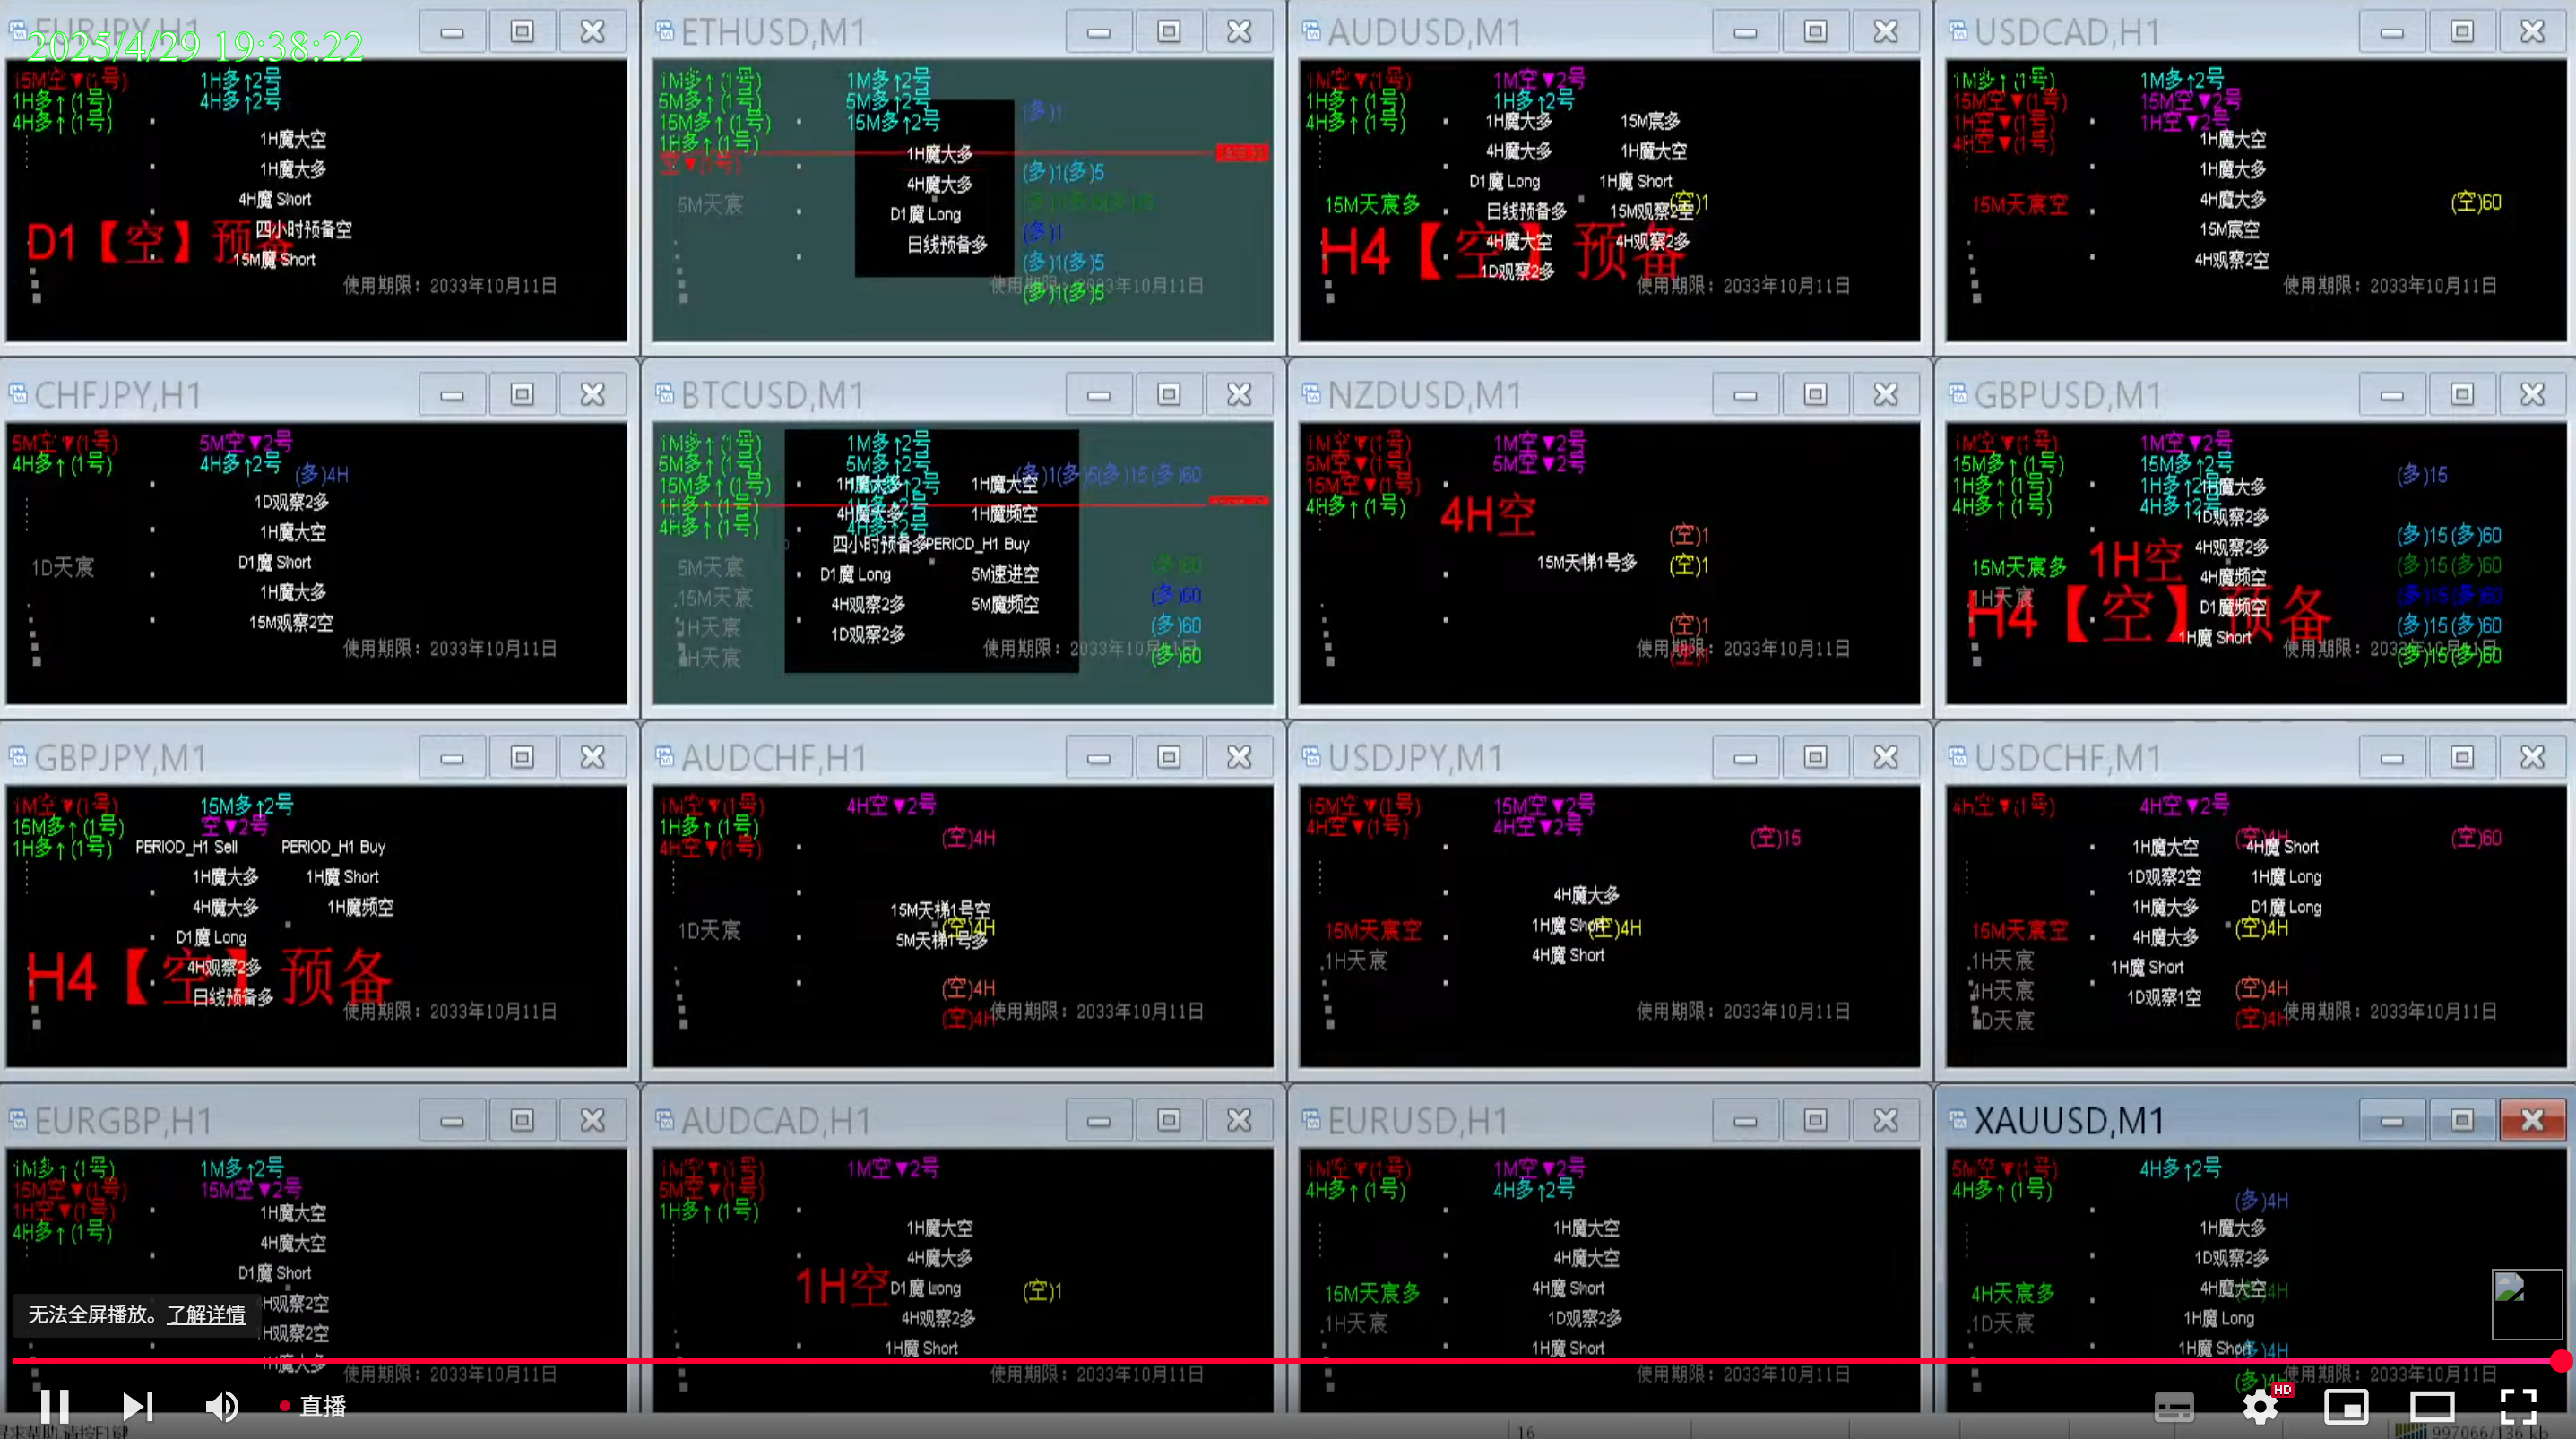 EURJPY,H1
2025/4/29 19:38:22
15M空▼(1号) 1H多↑2号
1H多↑(1号) 4H多↑2号
4H多↑(1号)
1H魔大空
1H魔大多
4H魔 Short
四小时预备空
D1【空】预备
15M魔 Short
使用期限：2033年10月11日
ETHUSD,M1
1M多↑(1号) 1M多↑2号
5M多↑(1号) 5M多↑2号
15M多↑(1号) 15M多↑2号
(多)1
1H多↑(1号)
空▼(1号)
1H魔大多
(多)1(多)5
4H魔大多
5M天宸
D1魔 Long
(多)1
日线预备多
(多)1(多)5
使用期限：2033年10月11日
(多)1(多)5
AUDUSD,M1
1M空▼(1号) 1M空▼2号
1H多↑(1号) 1H多↑2号
4H多↑(1号)
1H魔大多 15M宸多
4H魔大多 1H魔大空
D1魔 Long 1H魔 Short
15M天宸多
(空)1
日线预备多 15M观察2空
H4【空】预备
4H魔大空 4H观察2多
1D观察2多
使用期限：2033年10月11日
USDCAD,H1
1M多↑(1号) 1M多↑2号
15M空▼(1号) 15M空▼2号
1H空▼(1号) 1H空▼2号
4H空▼(1号)
1H魔大空
1H魔大多
4H魔大多
15M天宸空
(空)60
15M宸空
4H观察2空
使用期限：2033年10月11日
CHFJPY,H1
5M空▼(1号) 5M空▼2号
4H多↑(1号) 4H多↑2号
(多)4H
1D观察2多
1H魔大空
D1魔 Short
1D天宸
1H魔大多
15M观察2空
使用期限：2033年10月11日
BTCUSD,M1
1M多↑(1号) 1M多↑2号
5M多↑(1号) 5M多↑2号
15M多↑(1号) 15M多↑2号
(多)1(多)5(多)15(多)60
1H多↑(1号) 1H多↑2号
4H多↑(1号) 4H多↑2号
1H魔大多 1H魔大空
4H魔大多 1H魔频空
四小时预备多 PERIOD_H1 Buy
D1魔 Long 5M速进空
4H观察2多 5M魔频空
1D观察2多
5M天宸
15M天宸
1H天宸
4H天宸
(多)60
(多)60
(多)60
(多)60
使用期限：2033年10月11日
NZDUSD,M1
1M空▼(1号) 1M空▼2号
5M空▼(1号) 5M空▼2号
15M空▼(1号)
4H多↑(1号)
4H空
(空)1
15M天梯1号多
(空)1
(空)1
使用期限：2033年10月11日
GBPUSD,M1
1M空▼(1号) 1M空▼2号
15M多↑(1号) 15M多↑2号
1H多↑(1号) 1H多↑2号
4H多↑(1号) 4H多↑2号
(多)15
1H魔大多
1D观察2多
4H观察2多
(多)15(多)60
1H空
15M天宸多
4H魔频空
(多)15(多)60
1H天宸
D1魔频空
(多)15(多)60
H4【空】预备
1H魔 Short
(多)15(多)60
(多)15(多)60
使用期限：2033年10月11日
GBPJPY,M1
1M空▼(1号) 15M多↑2号
15M多↑(1号) 空▼2号
1H多↑(1号)
PERIOD_H1 Sell PERIOD_H1 Buy
1H魔大多 1H魔 Short
4H魔大多 1H魔频空
D1魔 Long
4H观察2多
H4【空】预备
日线预备多
使用期限：2033年10月11日
AUDCHF,H1
1M空▼(1号) 4H空▼2号
1H多↑(1号)
4H空▼(1号)
(空)4H
15M天梯1号空
1D天宸
(空)4H
5M天梯1号多
(空)4H
(空)4H
使用期限：2033年10月11日
USDJPY,M1
15M空▼(1号) 15M空▼2号
4H空▼(1号) 4H空▼2号
(空)15
4H魔大多
1H魔 Short
15M天宸空
(空)4H
4H魔 Short
1H天宸
使用期限：2033年10月11日
USDCHF,M1
4H空▼(1号) 4H空▼2号
(空)4H (空)60
1H魔大空 4H魔 Short
1D观察2空 1H魔 Long
1H魔大多 D1魔 Long
15M天宸空
(空)4H
4H魔大多
1H天宸
1H魔 Short
4H天宸
(空)4H
1D观察1空
1D天宸
(空)4H
使用期限：2033年10月11日
EURGBP,H1
1M多↑(1号) 1M多↑2号
15M空▼(1号) 15M空▼2号
1H空▼(1号)
4H多↑(1号)
1H魔大空
4H魔大空
D1魔 Short
H观察2空
H观察2空
1H魔大多
使用期限：2033年10月11日
AUDCAD,H1
1M空▼(1号) 1M空▼2号
5M空▼(1号)
1H多↑(1号)
1H魔大空
4H魔大多
1H空
D1魔 Long
(空)1
4H观察2多
1H魔 Short
使用期限：2033年10月11日
EURUSD,H1
1M空▼(1号) 1M空▼2号
4H多↑(1号) 4H多↑2号
1H魔大空
4H魔大空
15M天宸多
4H魔 Short
1H天宸
1D观察2多
1H魔 Short
使用期限：2033年10月11日
XAUUSD,M1
5M空▼(1号) 4H多↑2号
4H多↑(1号)
(多)4H
1H魔大多
1D观察2多
4H天宸多
4H魔大空
1D天宸
1H魔 Long
1H魔 Short
(多)4H
使用期限：2033年10月11日
无法全屏播放。了解详情
直播
HD
16
997066/136 kb